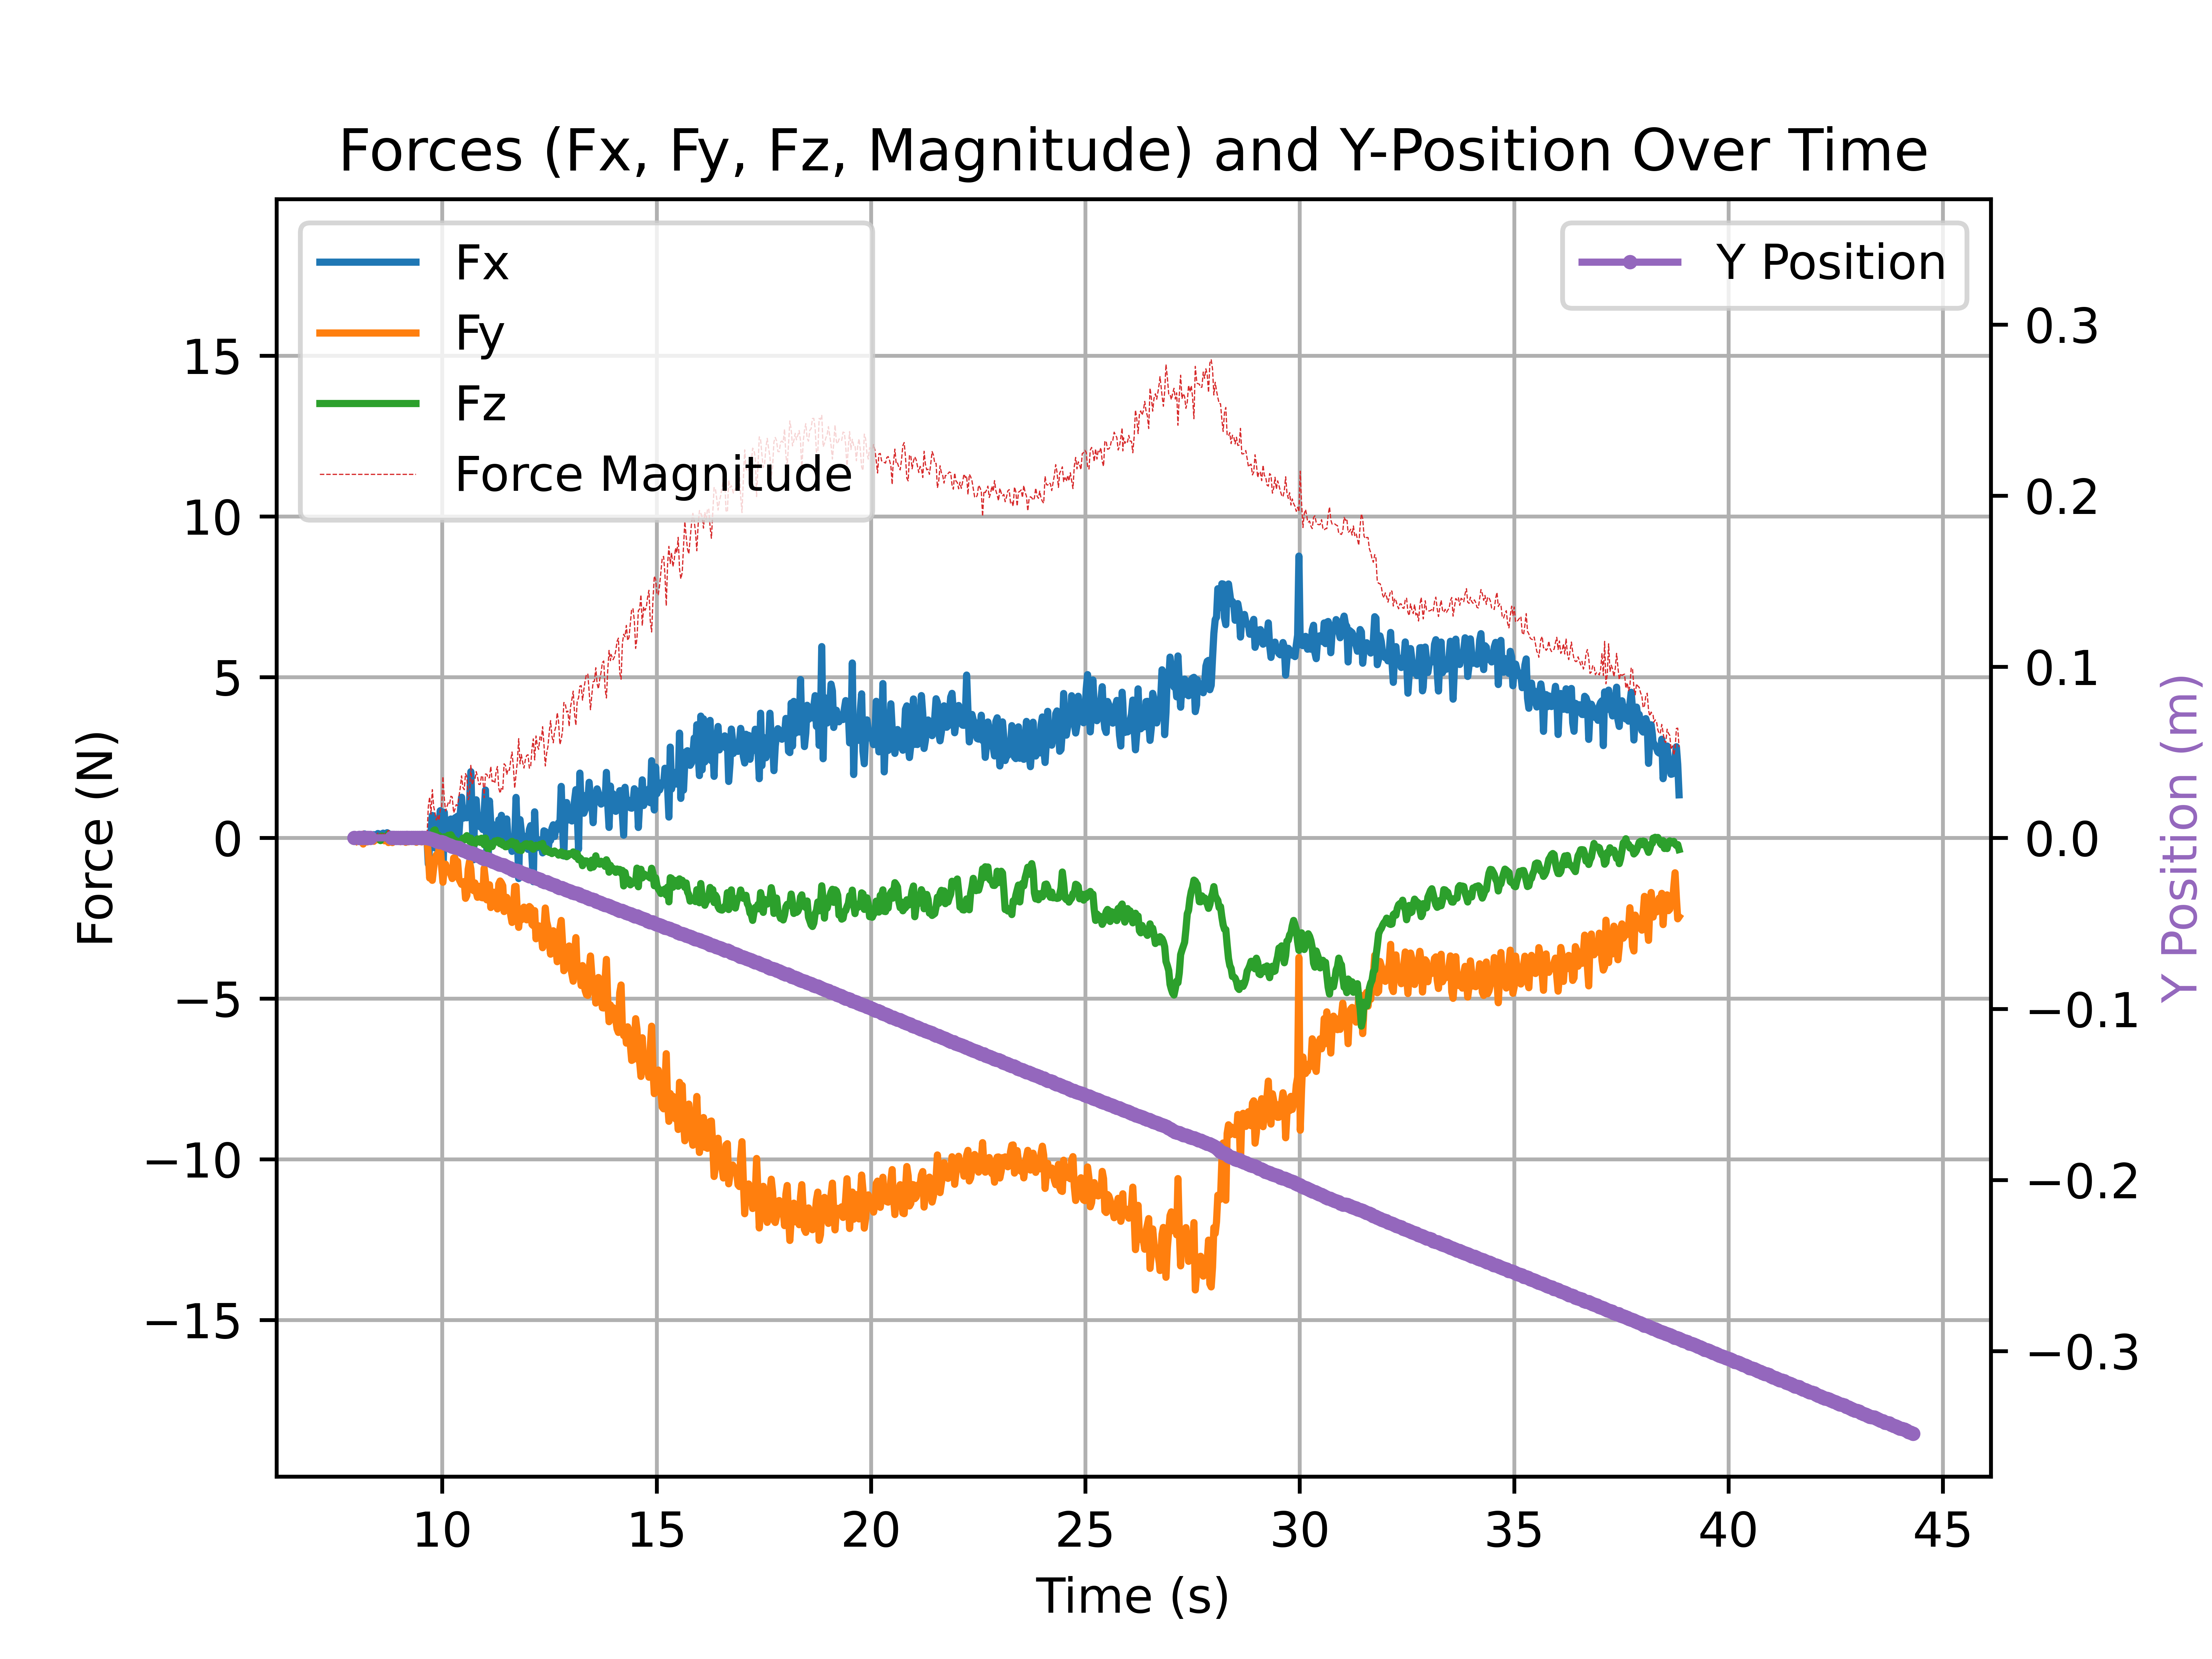 Forces (Fx, Fy, Fz, Magnitude) and Y-Position Over Time
Fx
Fy
Fz
Force Magnitude
Y Position
15
10
5
0
−5
−10
−15
Force (N)
0.3
0.2
0.1
0.0
−0.1
−0.2
−0.3
Y Position (m)
10 15 20 25 30 35 40 45
Time (s)